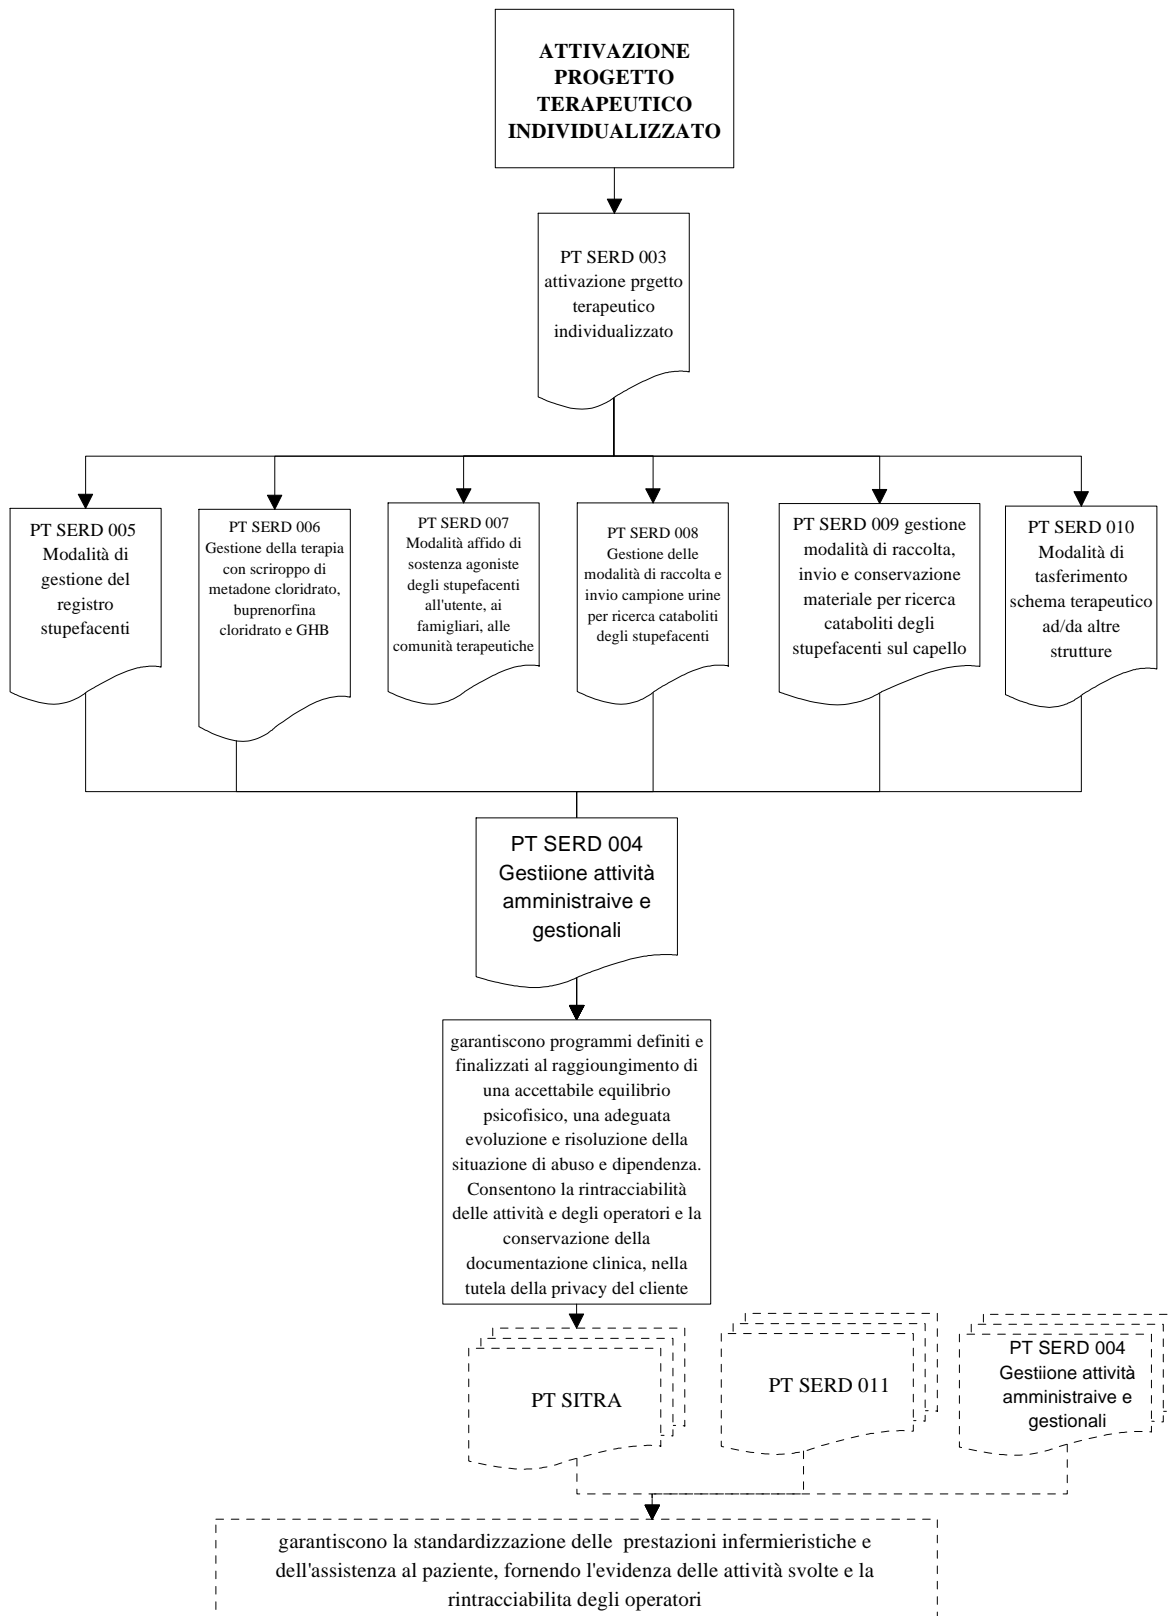 ATTIVAZIONE
PROGETTO
TERAPEUTICO
INDIVIDUALIZZATO
PT SERD 003
attivazione prgetto
terapeutico
individualizzato
PT SERD 005
Modalità di
gestione del
registro
stupefacenti
PT SERD 006
Gestione della terapia
con scriroppo di
metadone cloridrato,
buprenorfina
cloridrato e GHB
PT SERD 007
Modalità affido di
sostenza agoniste
degli stupefacenti
all'utente, ai
famigliari, alle
comunità terapeutiche
PT SERD 008
Gestione delle
modalità di raccolta e
invio campione urine
per ricerca cataboliti
degli stupefacenti
PT SERD 009 gestione
modalità di raccolta,
invio e conservazione
materiale per ricerca
cataboliti degli
stupefacenti sul capello
PT SERD 010
Modalità di
tasferimento
schema terapeutico
ad/da altre
strutture
PT SERD 004
Gestiione attività
amministraive e
gestionali
garantiscono programmi definiti e
finalizzati al raggioungimento di
una accettabile equilibrio
psicofisico, una adeguata
evoluzione e risoluzione della
situazione di abuso e dipendenza.
Consentono la rintracciabilità
delle attività e degli operatori e la
conservazione della
documentazione clinica, nella
tutela della privacy del cliente
PT SITRA
PT SERD 011
PT SERD 004
Gestiione attività
amministraive e
gestionali
garantiscono la standardizzazione delle  prestazioni infermieristiche e
dell'assistenza al paziente, fornendo l'evidenza delle attività svolte e la
rintracciabilita degli operatori